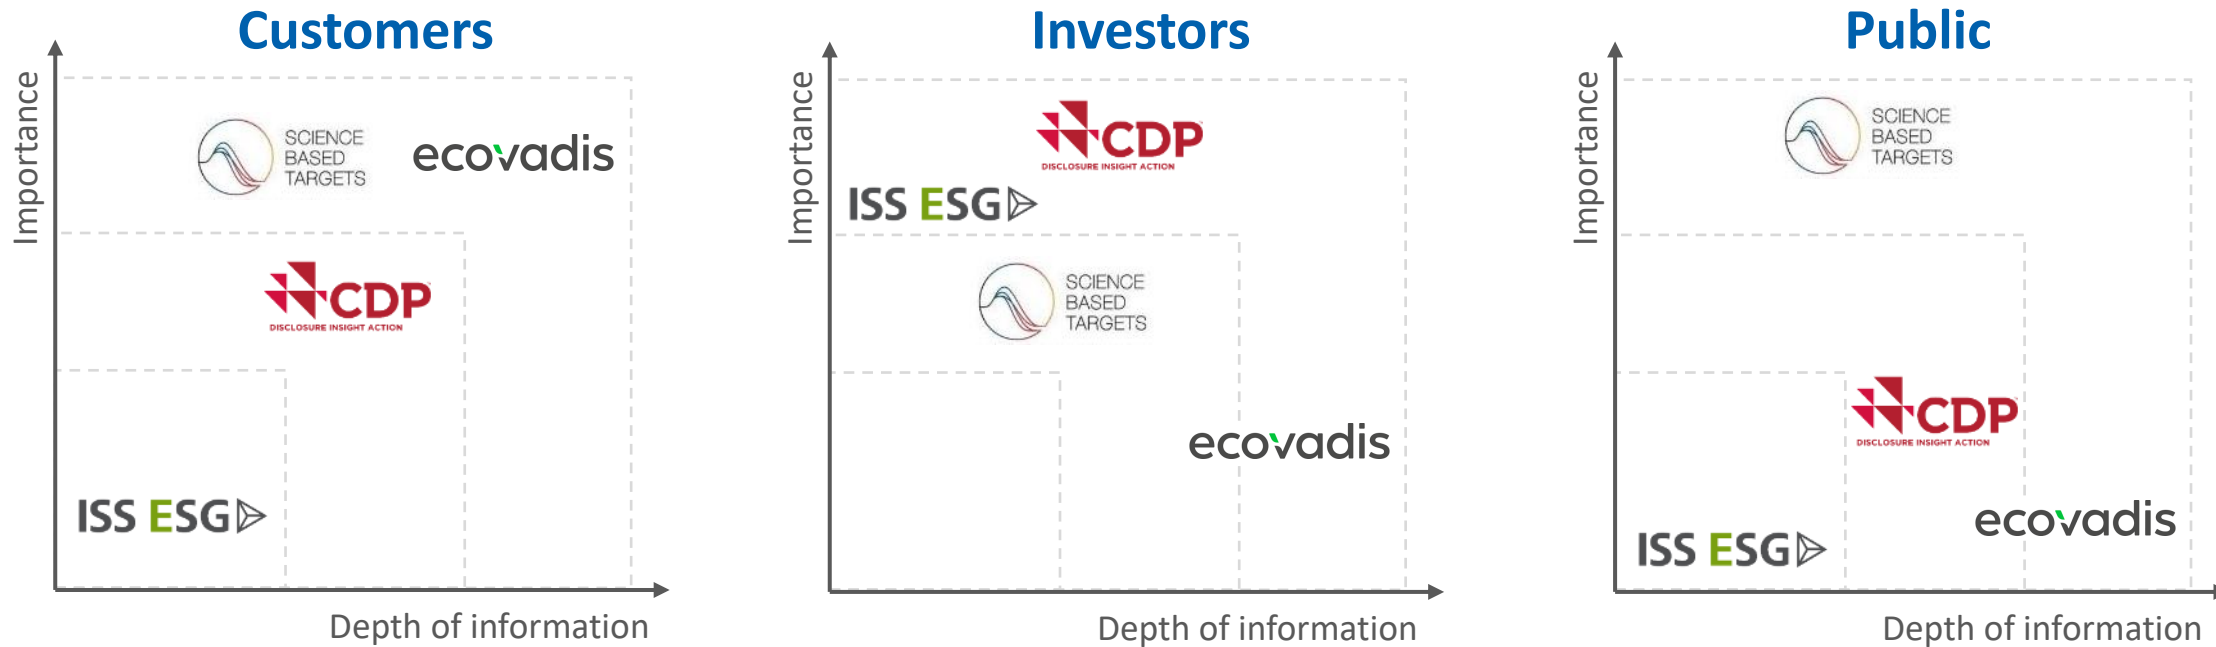 Customers
Importance
SCIENCE
BASED
TARGETS
ecovadis
CDP
DISCLOSURE INSIGHT ACTION
ISS ESG
Depth of information
Investors
Importance
CDP
DISCLOSURE INSIGHT ACTION
ISS ESG
SCIENCE
BASED
TARGETS
ecovadis
Depth of information
Public
Importance
SCIENCE
BASED
TARGETS
CDP
DISCLOSURE INSIGHT ACTION
ecovadis
ISS ESG
Depth of information